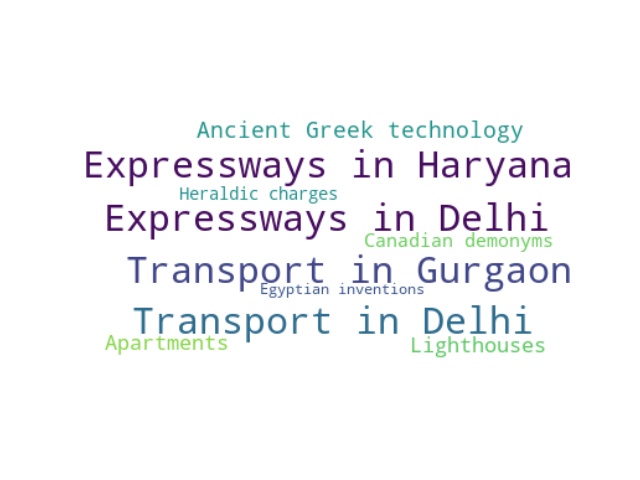 Ancient Greek technology
Expressways in Haryana
Heraldic charges
Expressways in Delhi
Canadian demonyms
Transport in Gurgaon
Egyptian inventions
Transport in Delhi
Apartments
Lighthouses